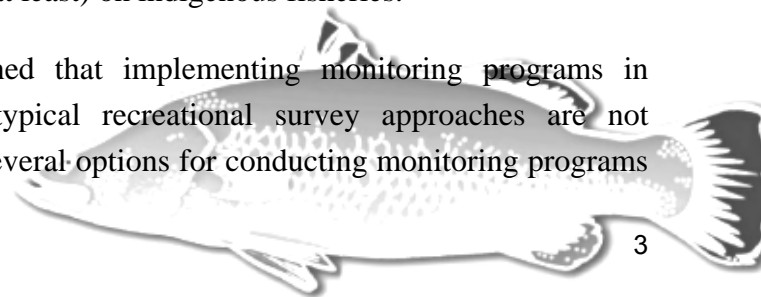 at least) on indigenous fisheries.
ned that implementing monitoring programs in
typical recreational survey approaches are not
everal options for conducting monitoring programs
3